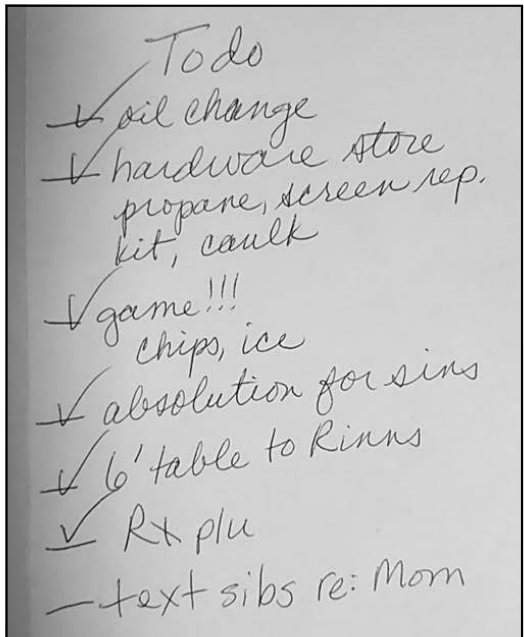 To do
✓ oil change
✓ hardware store
propane, screen rep.
kit, caulk
✓ game!!!
chips, ice
✓ absolution for sins
✓ 6' table to Rinns
✓ Rx plu
— text sibs re: Mom